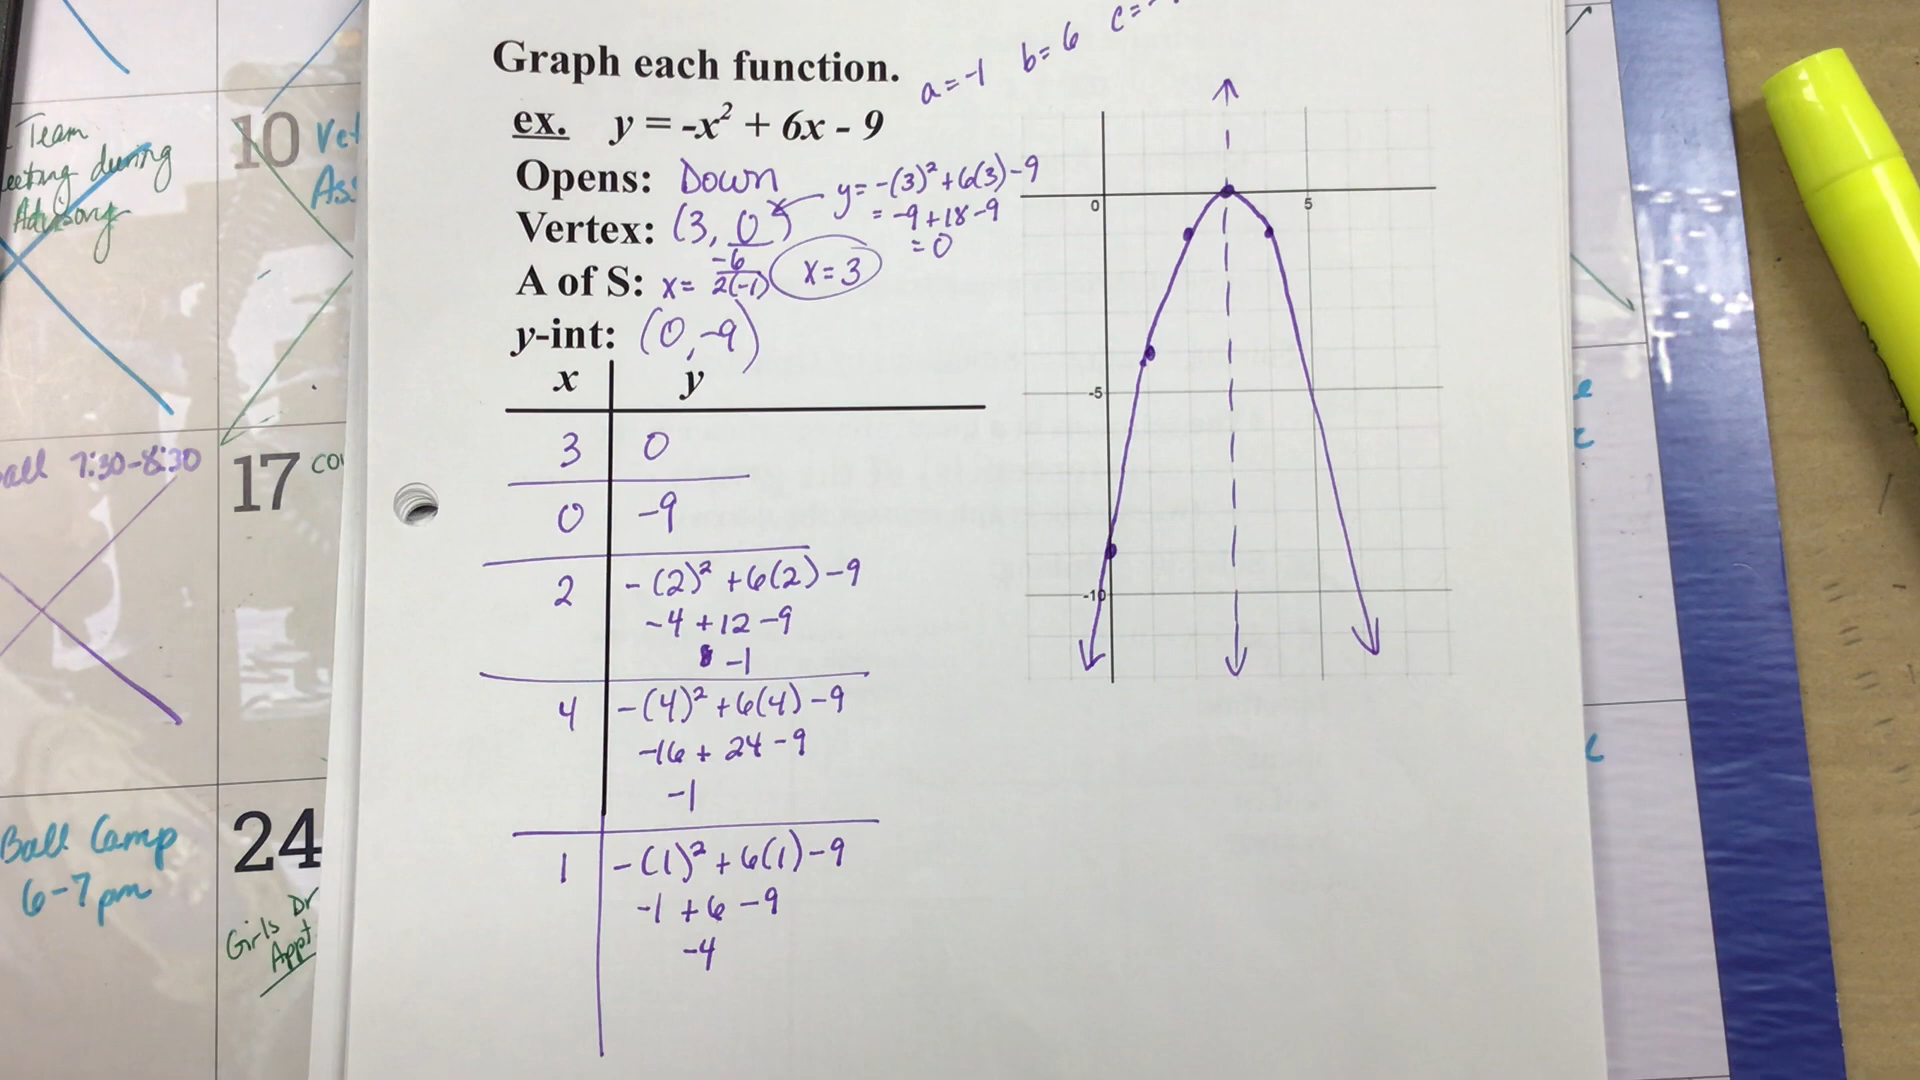 Graph each function.
a=-1 b=6 c=
ex. y = -x² + 6x - 9
Opens: Down
y= -(3)²+6(3)-9
= -9+18-9
= 0
Vertex: (3, 0)
A of S: x= -6/2(-1) x=3
y-int: (0,-9)
x y
3 0
0 -9
2 -(2)²+6(2)-9
-4+12-9
-1
4 -(4)²+6(4)-9
-16+24-9
-1
1 -(1)²+6(1)-9
-1+6-9
-4
0 5
-5
-10
Team
during
Advisory
10
7:30-8:30
17
Ball Camp
6-7pm
24
Girls Dr
Appt